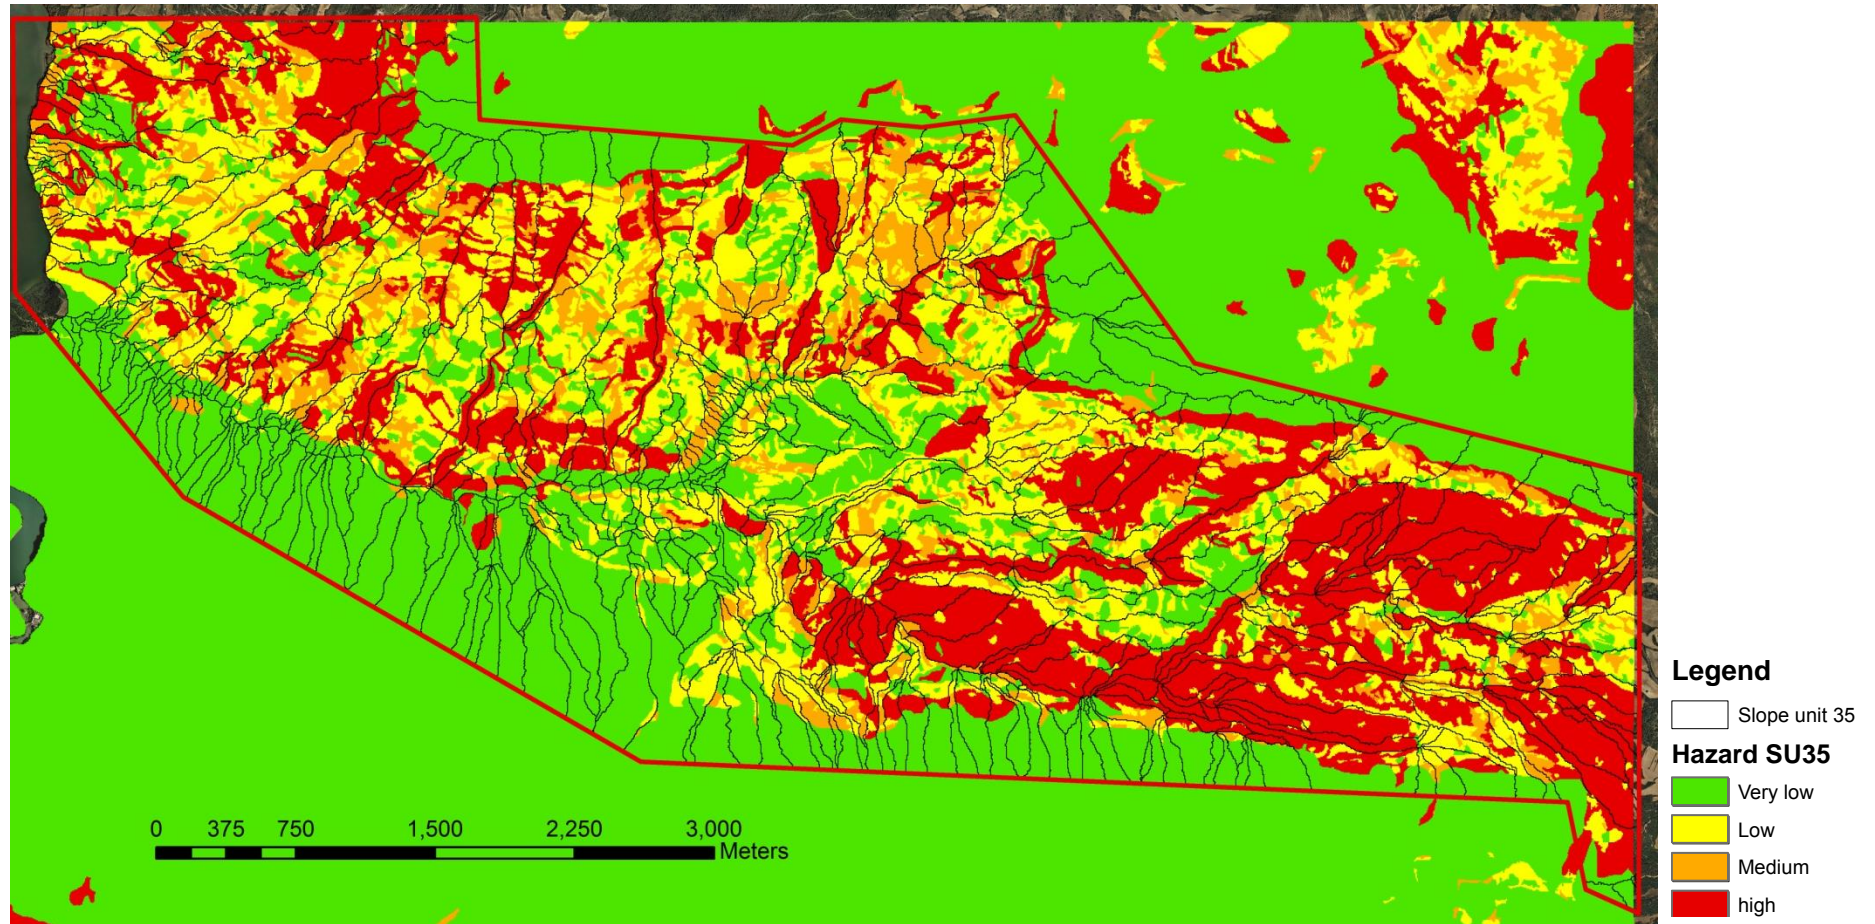 0 375 750 1,500 2,250 3,000
Meters
Legend
Slope unit 35
Hazard SU35
Very low
Low
Medium
high